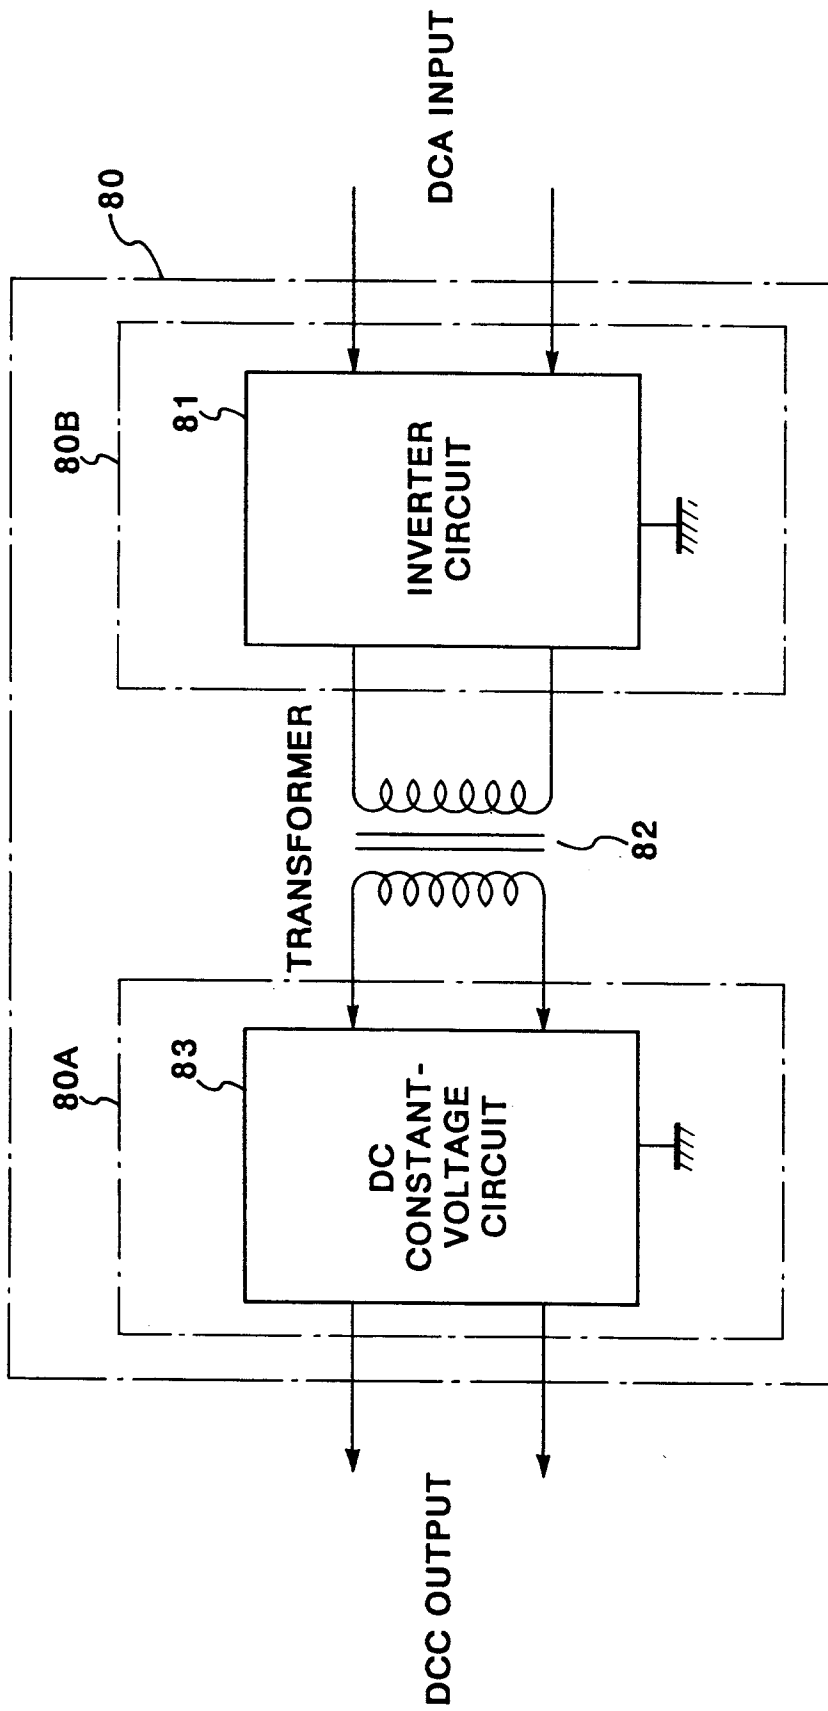 80
80A
80B
83
81
DC
CONSTANT-
VOLTAGE
CIRCUIT
TRANSFORMER
INVERTER
CIRCUIT
82
DCC OUTPUT
DCA INPUT